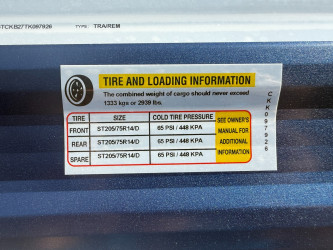 TCKB27TK097926 TYPE: TRA/REM
TIRE AND LOADING INFORMATION
The combined weight of cargo should never exceed
1333 kgs or 2939 lbs.
TIRE SIZE COLD TIRE PRESSURE SEE OWNER'S MANUAL FOR ADDITIONAL INFORMATION
FRONT ST205/75R14/D 65 PSI / 448 KPA
REAR ST205/75R14/D 65 PSI / 448 KPA
SPARE ST205/75R14/D 65 PSI / 448 KPA
CKK097926